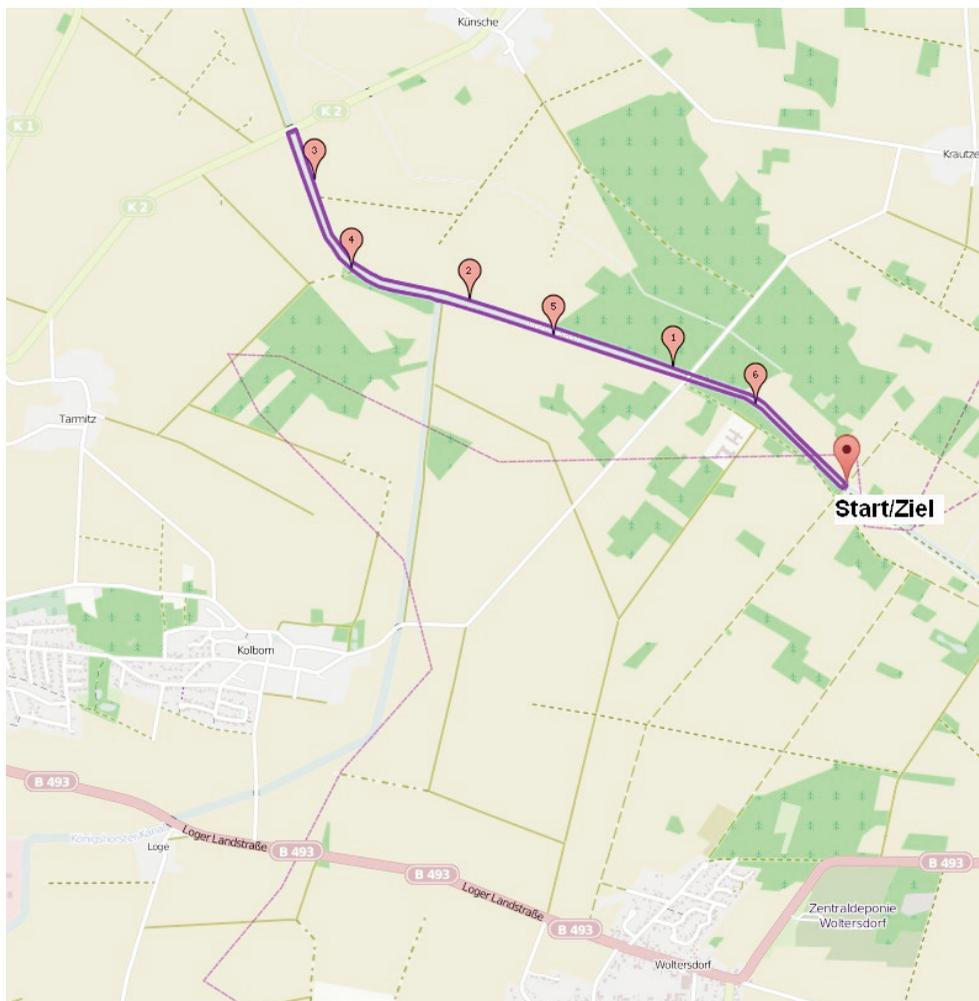 Künsche
K 2
K 1
3
Krautze
K 2
4
2
5
1
6
Tarmitz
Start/Ziel
Kolborn
B 493
Loger Landstraße
Königshorster Kanal
Loge
B 493
B 493
B 493
Loger Landstraße
Zentraldeponie
Woltersdorf
B 493
Woltersdorf